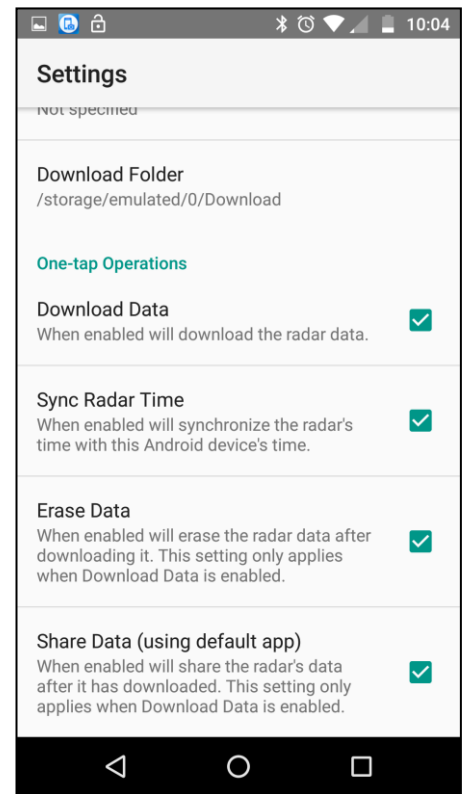 10:04
Settings
Not specified
Download Folder
/storage/emulated/0/Download
One-tap Operations
Download Data
When enabled will download the radar data.
Sync Radar Time
When enabled will synchronize the radar's
time with this Android device's time.
Erase Data
When enabled will erase the radar data after
downloading it. This setting only applies
when Download Data is enabled.
Share Data (using default app)
When enabled will share the radar's data
after it has downloaded. This setting only
applies when Download Data is enabled.